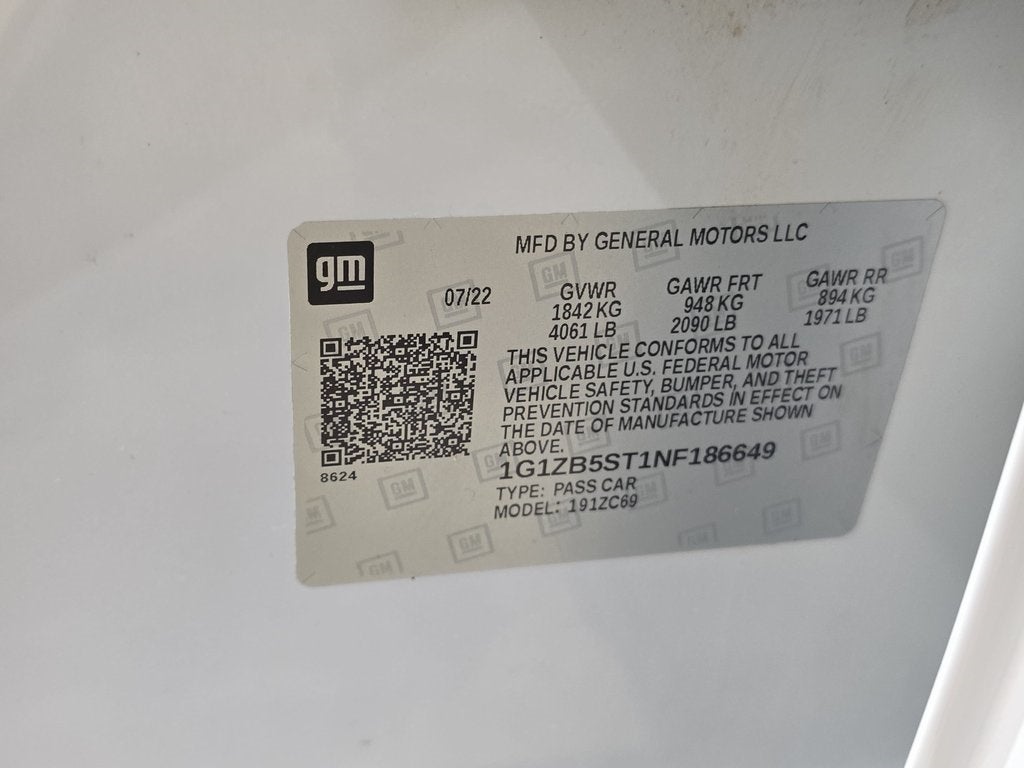 gm
MFD BY GENERAL MOTORS LLC
07/22
GVWR
1842 KG
4061 LB
GAWR FRT
948 KG
2090 LB
GAWR RR
894 KG
1971 LB
THIS VEHICLE CONFORMS TO ALL
APPLICABLE U.S. FEDERAL MOTOR
VEHICLE SAFETY, BUMPER, AND THEFT
PREVENTION STANDARDS IN EFFECT ON
THE DATE OF MANUFACTURE SHOWN
ABOVE.
1G1ZB5ST1NF186649
TYPE: PASS CAR
MODEL: 191ZC69
8624